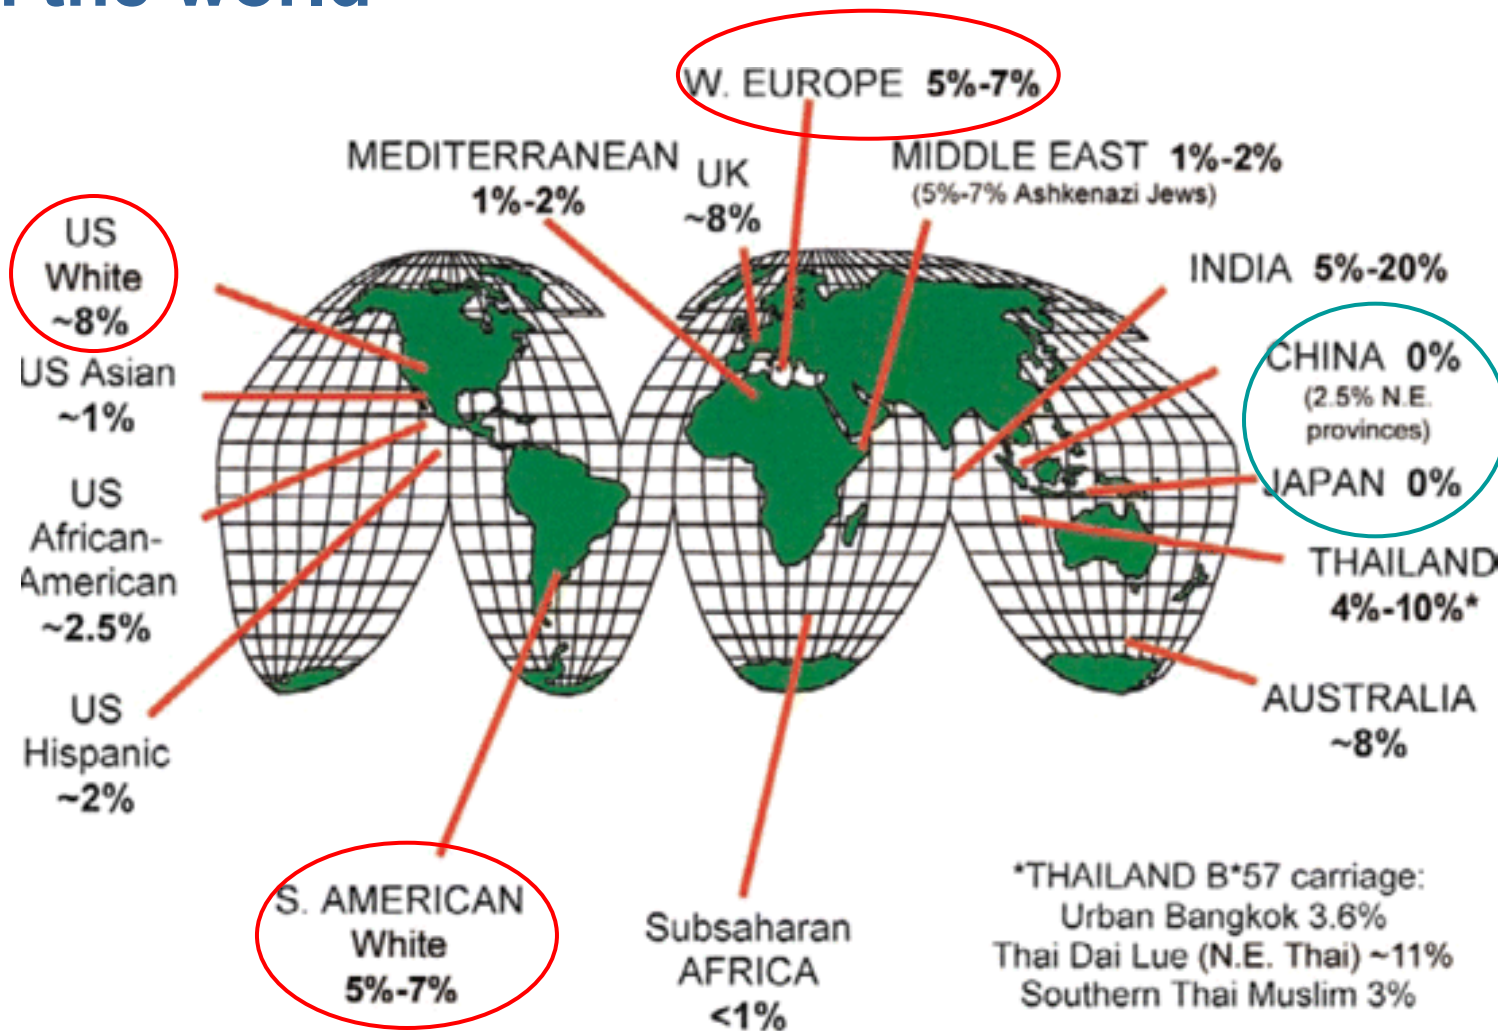 the world
W. EUROPE 5%-7%
MEDITERRANEAN
1%-2%
UK
~8%
MIDDLE EAST 1%-2%
(5%-7% Ashkenazi Jews)
US
White
~8%
INDIA 5%-20%
US Asian
~1%
CHINA 0%
(2.5% N.E.
provinces)
JAPAN 0%
US
African-
American
~2.5%
THAILAND
4%-10%*
US
Hispanic
~2%
AUSTRALIA
~8%
S. AMERICAN
White
5%-7%
Subsaharan
AFRICA
<1%
*THAILAND B*57 carriage:
Urban Bangkok 3.6%
Thai Dai Lue (N.E. Thai) ~11%
Southern Thai Muslim 3%